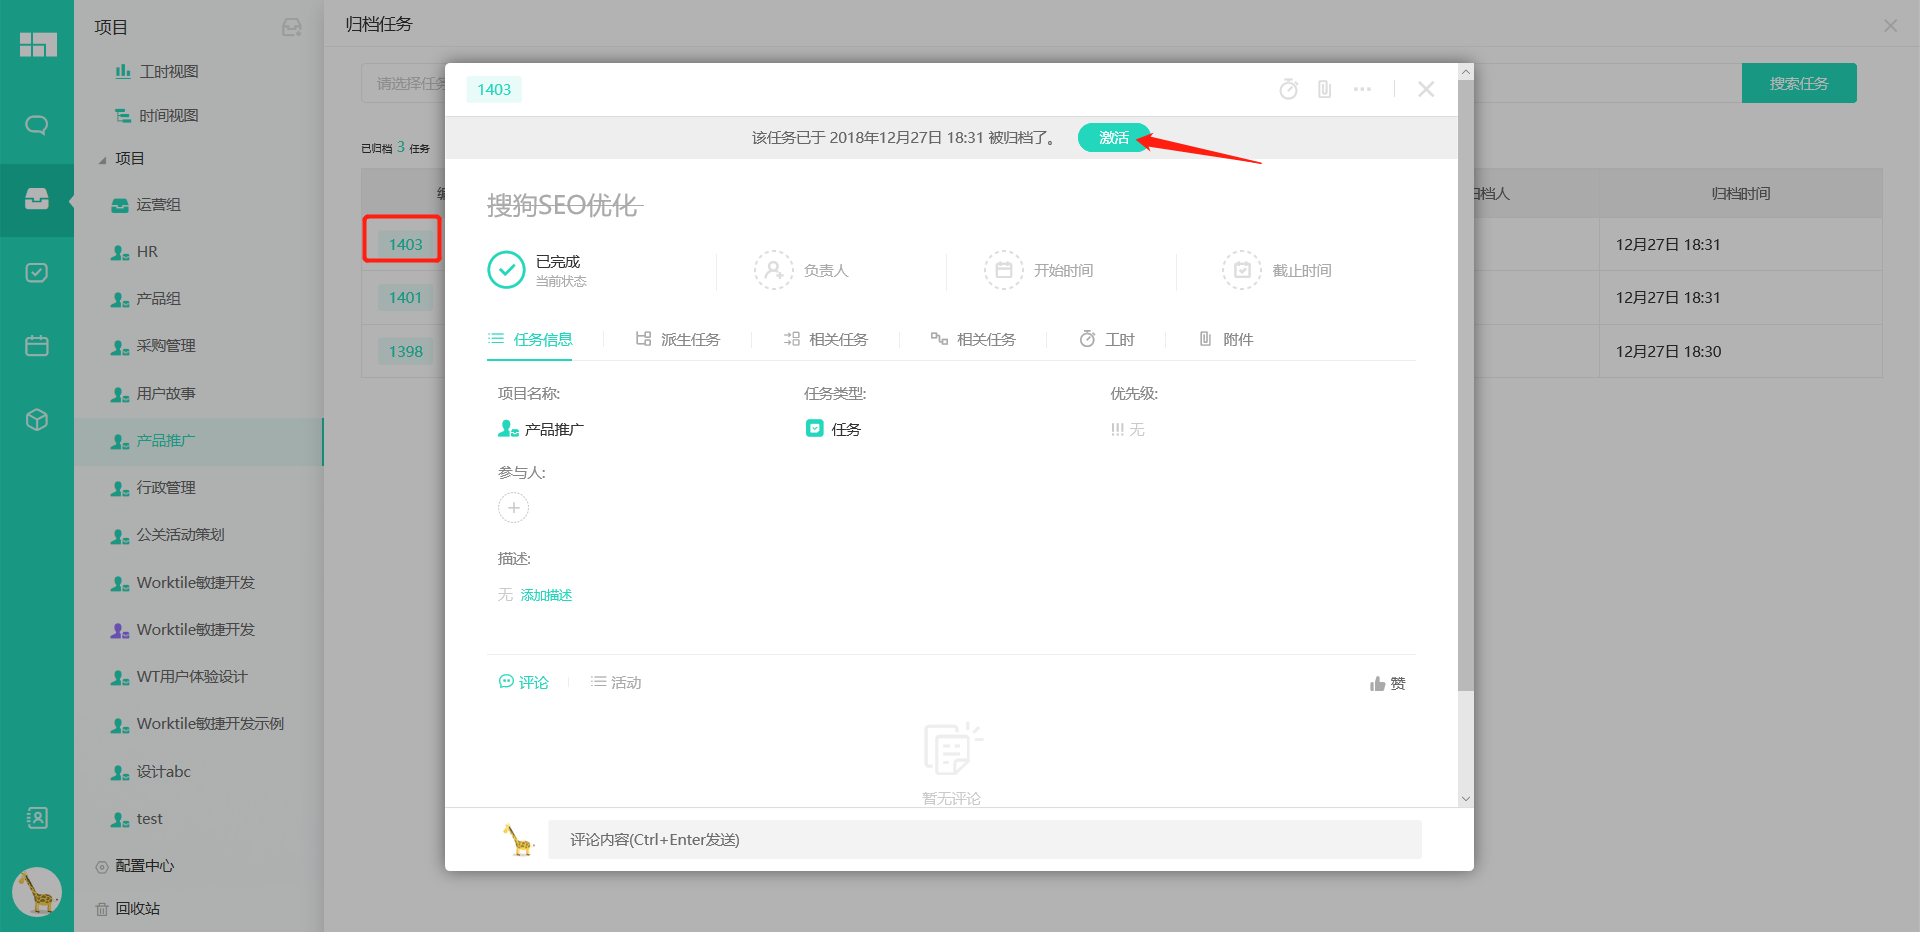 项目
工时视图
时间视图
项目
运营组
HR
产品组
采购管理
用户故事
产品推广
行政管理
公关活动策划
Worktile敏捷开发
Worktile敏捷开发
WT用户体验设计
Worktile敏捷开发示例
设计abc
test
配置中心
回收站
归档任务
请选择任务
搜索任务
已归档 3 任务
归档人
归档时间
1403
12月27日 18:31
1401
12月27日 18:31
1398
12月27日 18:30
1403
该任务已于 2018年12月27日 18:31 被归档了。
激活
搜狗SEO优化
已完成
当前状态
负责人
开始时间
截止时间
任务信息
派生任务
相关任务
相关任务
工时
附件
项目名称:
任务类型:
优先级:
产品推广
任务
无
参与人:
描述:
无 添加描述
评论
活动
赞
暂无评论
评论内容(Ctrl+Enter发送)